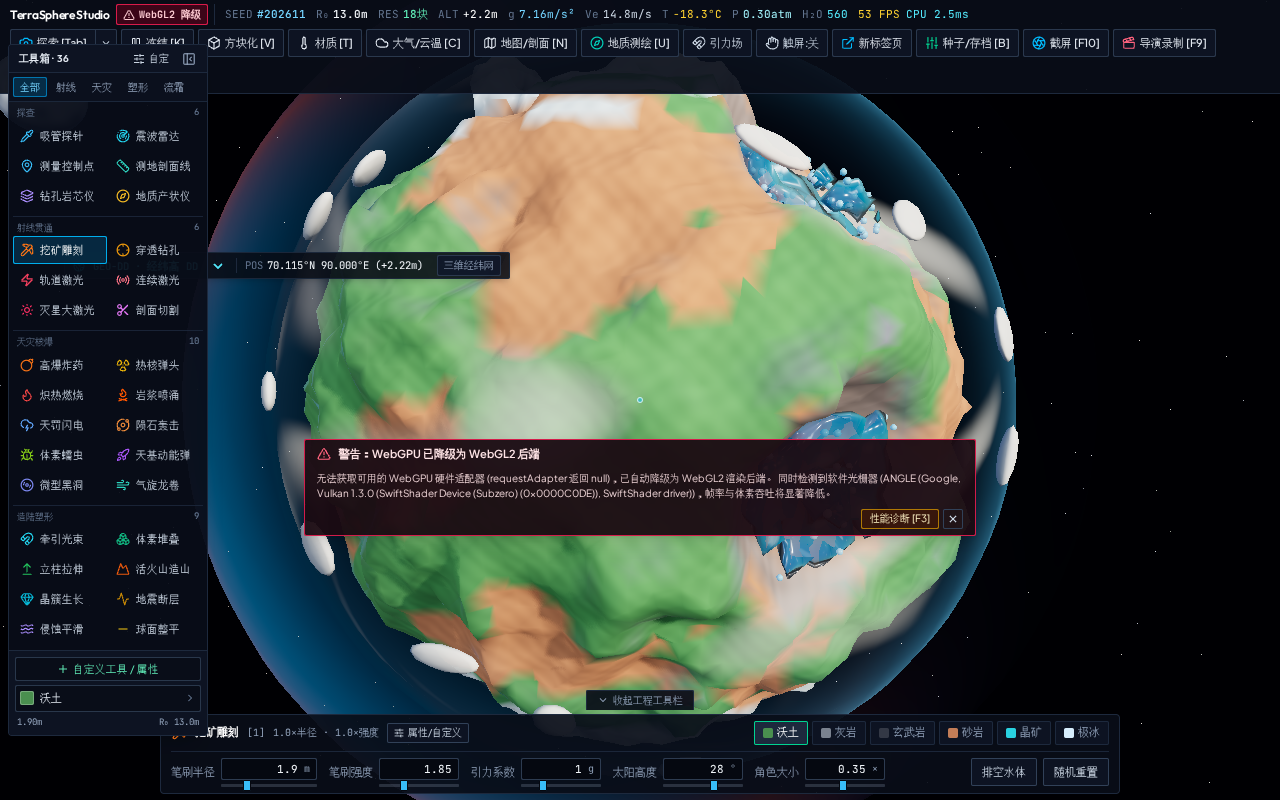 TerraSphere Studio WebGL2 降级 SEED #202611 R₀ 13.0m RES 18块 ALT +2.2m g 7.16m/s² Ve 14.8m/s T -18.3°C P 0.30atm H₂O 560 53 FPS CPU 2.5ms
探索 [Tab] 冻结 [K] 方块化 [V] 材质 [T] 大气/云温 [C] 地图/剖面 [N] 地质测绘 [U] 引力场 触屏:关 新标签页 种子/存档 [B] 截屏 [F10] 导演录制 [F9]
工具箱 · 36 自定
全部 射线 天灾 塑形 流霜
探查 6
吸管探针 震波雷达
测量控制点 测地剖面线
钻孔岩芯仪 地质产状仪
射线贯通 6
挖矿雕刻 穿透钻孔
POS 70.115°N 90.000°E (+2.22m) 三维经纬网
轨道激光 连续激光
灭星大激光 剖面切割
天灾核爆 10
高爆炸药 热核弹头
炽热燃烧 岩浆喷涌
天罚闪电 陨石轰击
体素蠕虫 天基动能弹
微型黑洞 气旋龙卷
警告：WebGPU 已降级为 WebGL2 后端
无法获取可用的 WebGPU 硬件适配器 (requestAdapter 返回 null)，已自动降级为 WebGL2 渲染后端。 同时检测到软件光栅器 (ANGLE (Google,
Vulkan 1.3.0 (SwiftShader Device (Subzero) (0x0000C0DE)), SwiftShader driver))，帧率与体素吞吐将显著降低。
性能诊断 [F3]
造陆塑形 9
牵引光束 体素堆叠
立柱拉伸 活火山造山
晶簇生长 地震断层
侵蚀平滑 球面整平
+ 自定义工具 / 属性
沃土
1.90m R₀ 13.0m
收起工程工具栏
挖矿雕刻 [1] 1.0×半径 · 1.0×强度 属性/自定义 沃土 灰岩 玄武岩 砂岩 晶矿 极冰
笔刷半径 1.9 m 笔刷强度 1.85 引力系数 1 g 太阳高度 28 ° 角色大小 0.35 × 排空水体 随机重置